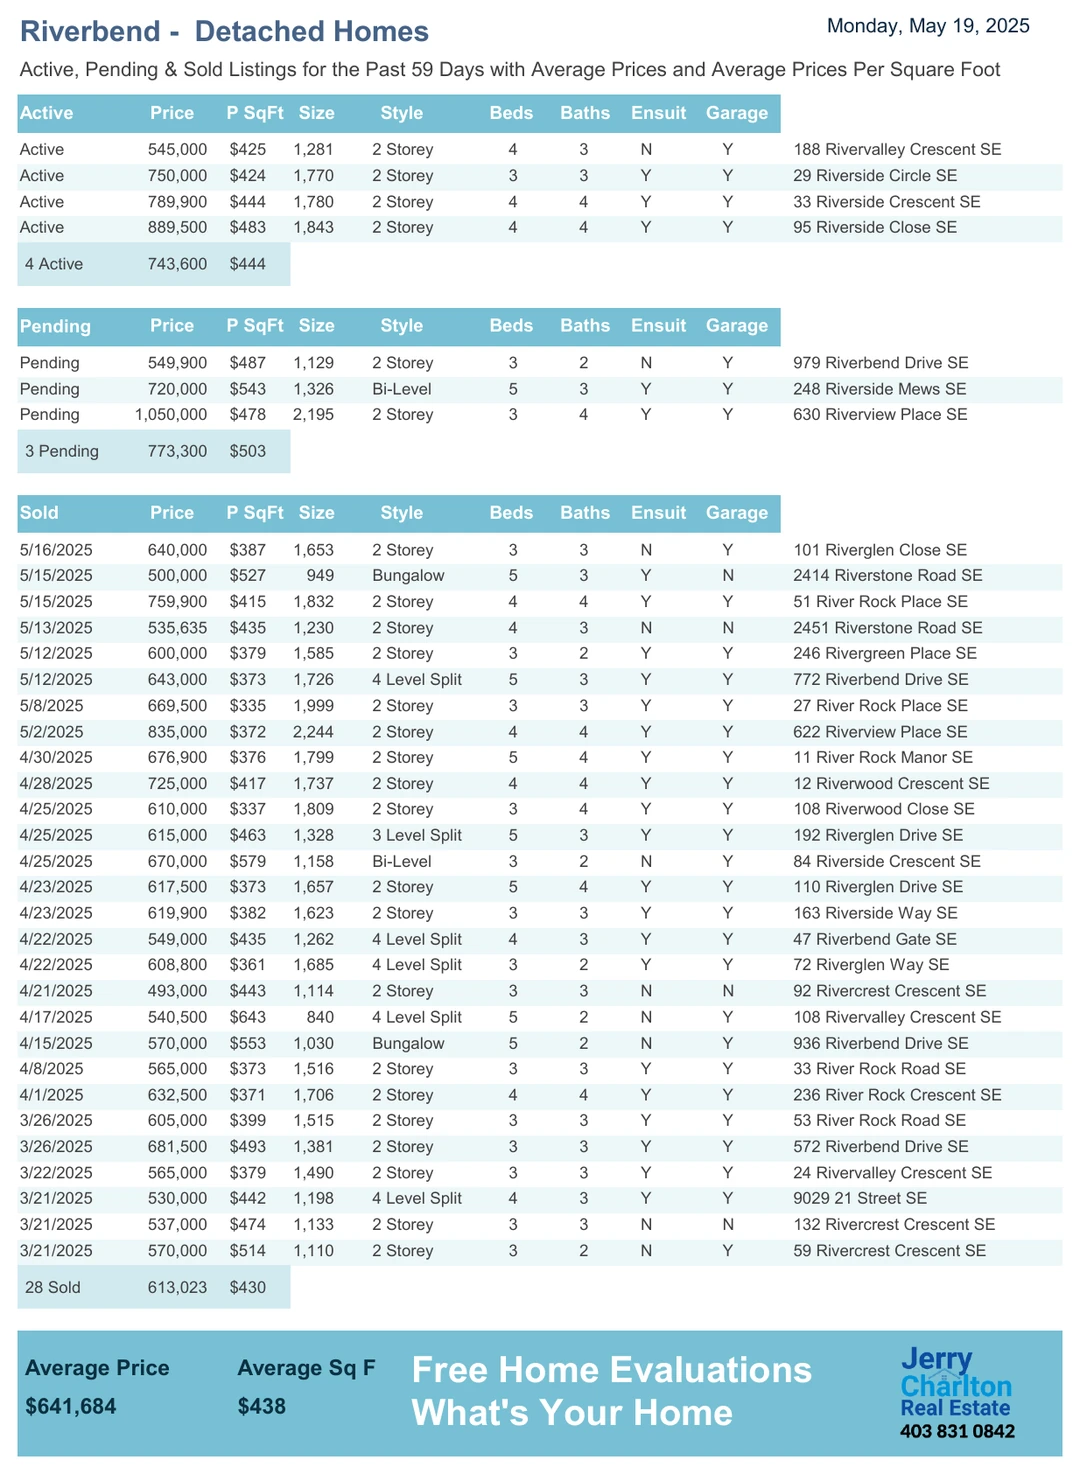 Riverbend - Detached Homes
Monday, May 19, 2025
Active, Pending & Sold Listings for the Past 59 Days with Average Prices and Average Prices Per Square Foot
Active Price P SqFt Size Style Beds Baths Ensuit Garage
Active 545,000 $425 1,281 2 Storey 4 3 N Y 188 Rivervalley Crescent SE
Active 750,000 $424 1,770 2 Storey 3 3 Y Y 29 Riverside Circle SE
Active 789,900 $444 1,780 2 Storey 4 4 Y Y 33 Riverside Crescent SE
Active 889,500 $483 1,843 2 Storey 4 4 Y Y 95 Riverside Close SE
4 Active 743,600 $444
Pending Price P SqFt Size Style Beds Baths Ensuit Garage
Pending 549,900 $487 1,129 2 Storey 3 2 N Y 979 Riverbend Drive SE
Pending 720,000 $543 1,326 Bi-Level 5 3 Y Y 248 Riverside Mews SE
Pending 1,050,000 $478 2,195 2 Storey 3 4 Y Y 630 Riverview Place SE
3 Pending 773,300 $503
Sold Price P SqFt Size Style Beds Baths Ensuit Garage
5/16/2025 640,000 $387 1,653 2 Storey 3 3 N Y 101 Riverglen Close SE
5/15/2025 500,000 $527 949 Bungalow 5 3 Y N 2414 Riverstone Road SE
5/15/2025 759,900 $415 1,832 2 Storey 4 4 Y Y 51 River Rock Place SE
5/13/2025 535,635 $435 1,230 2 Storey 4 3 N N 2451 Riverstone Road SE
5/12/2025 600,000 $379 1,585 2 Storey 3 2 Y Y 246 Rivergreen Place SE
5/12/2025 643,000 $373 1,726 4 Level Split 5 3 Y Y 772 Riverbend Drive SE
5/8/2025 669,500 $335 1,999 2 Storey 3 3 Y Y 27 River Rock Place SE
5/2/2025 835,000 $372 2,244 2 Storey 4 4 Y Y 622 Riverview Place SE
4/30/2025 676,900 $376 1,799 2 Storey 5 4 Y Y 11 River Rock Manor SE
4/28/2025 725,000 $417 1,737 2 Storey 4 4 Y Y 12 Riverwood Crescent SE
4/25/2025 610,000 $337 1,809 2 Storey 3 4 Y Y 108 Riverwood Close SE
4/25/2025 615,000 $463 1,328 3 Level Split 5 3 Y Y 192 Riverglen Drive SE
4/25/2025 670,000 $579 1,158 Bi-Level 3 2 N Y 84 Riverside Crescent SE
4/23/2025 617,500 $373 1,657 2 Storey 5 4 Y Y 110 Riverglen Drive SE
4/23/2025 619,900 $382 1,623 2 Storey 3 3 Y Y 163 Riverside Way SE
4/22/2025 549,000 $435 1,262 4 Level Split 4 3 Y Y 47 Riverbend Gate SE
4/22/2025 608,800 $361 1,685 4 Level Split 3 2 Y Y 72 Riverglen Way SE
4/21/2025 493,000 $443 1,114 2 Storey 3 3 N N 92 Rivercrest Crescent SE
4/17/2025 540,500 $643 840 4 Level Split 5 2 N Y 108 Rivervalley Crescent SE
4/15/2025 570,000 $553 1,030 Bungalow 5 2 N Y 936 Riverbend Drive SE
4/8/2025 565,000 $373 1,516 2 Storey 3 3 Y Y 33 River Rock Road SE
4/1/2025 632,500 $371 1,706 2 Storey 4 4 Y Y 236 River Rock Crescent SE
3/26/2025 605,000 $399 1,515 2 Storey 3 3 Y Y 53 River Rock Road SE
3/26/2025 681,500 $493 1,381 2 Storey 3 3 Y Y 572 Riverbend Drive SE
3/22/2025 565,000 $379 1,490 2 Storey 3 3 Y Y 24 Rivervalley Crescent SE
3/21/2025 530,000 $442 1,198 4 Level Split 4 3 Y Y 9029 21 Street SE
3/21/2025 537,000 $474 1,133 2 Storey 3 3 N N 132 Rivercrest Crescent SE
3/21/2025 570,000 $514 1,110 2 Storey 3 2 N Y 59 Rivercrest Crescent SE
28 Sold 613,023 $430
Average Price Average Sq F
$641,684 $438
Free Home Evaluations
What's Your Home
Jerry
Charlton
Real Estate
403 831 0842